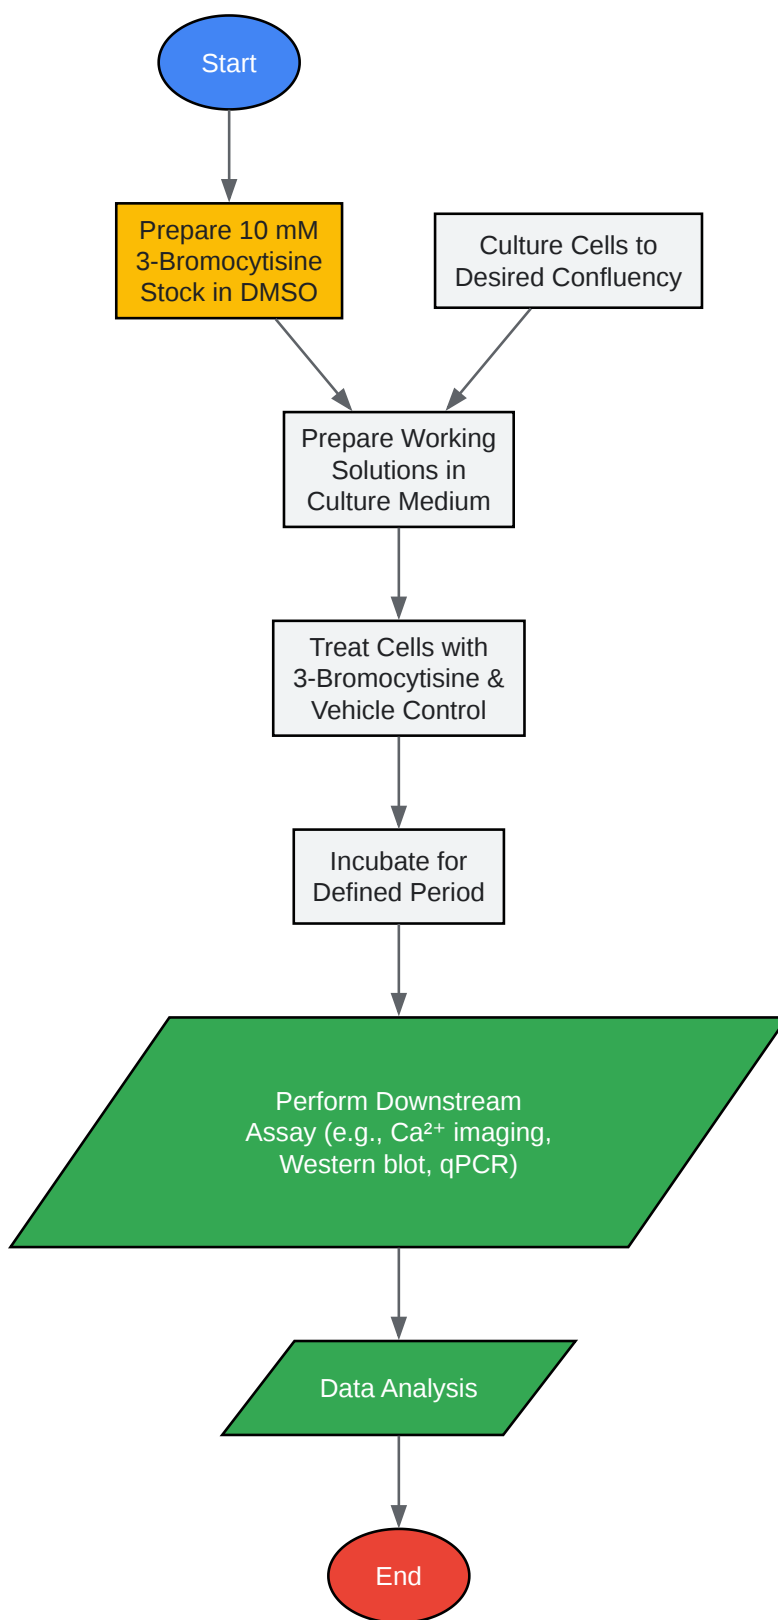 Start
Prepare 10 mM
3-Bromocytisine
Stock in DMSO
Culture Cells to
Desired Confluency
Prepare Working
Solutions in
Culture Medium
Treat Cells with
3-Bromocytisine &
Vehicle Control
Incubate for
Defined Period
Perform Downstream
Assay (e.g., Ca²⁺ imaging,
Western blot, qPCR)
Data Analysis
End